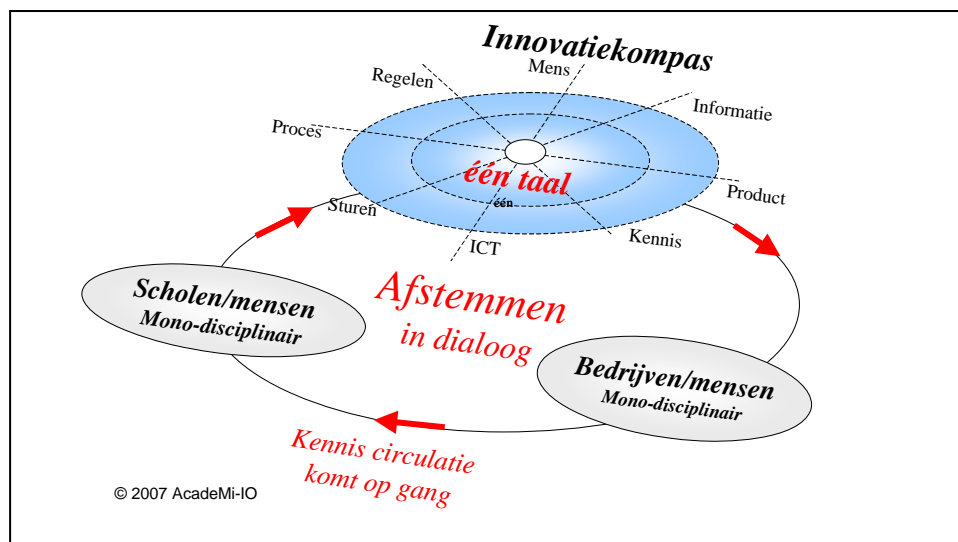 Innovatiekompas
Mens
Regelen
Informatie
Proces
één taal
Product
Sturen
één
Kennis
ICT
Scholen/mensen
Mono-disciplinair
Afstemmen
in dialoog
Bedrijven/mensen
Mono-disciplinair
Kennis circulatie
komt op gang
© 2007 AcadeMi-IO